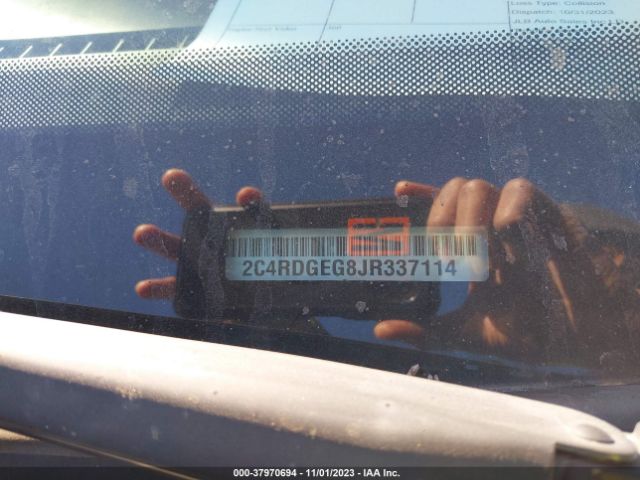 Loss Type: Collision
Dispatch: 10/31/2023
JLB Auto Sales Inc
2C4RDGEG8JR337114
000-37970694 - 11/01/2023 - IAA Inc.